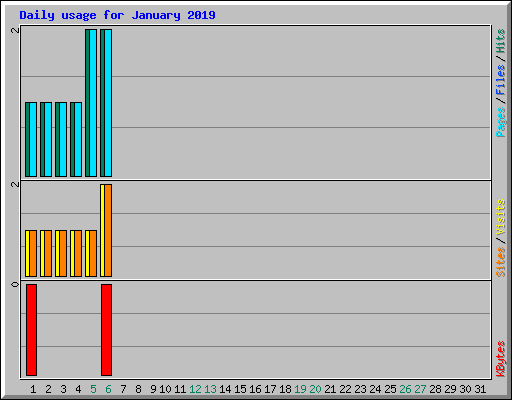 Daily usage for January 2019
2
Pages/Files/Hits
2
Sites/Visits
0
KBytes
1 2 3 4 5 6 7 8 9 10 11 12 13 14 15 16 17 18 19 20 21 22 23 24 25 26 27 28 29 30 31